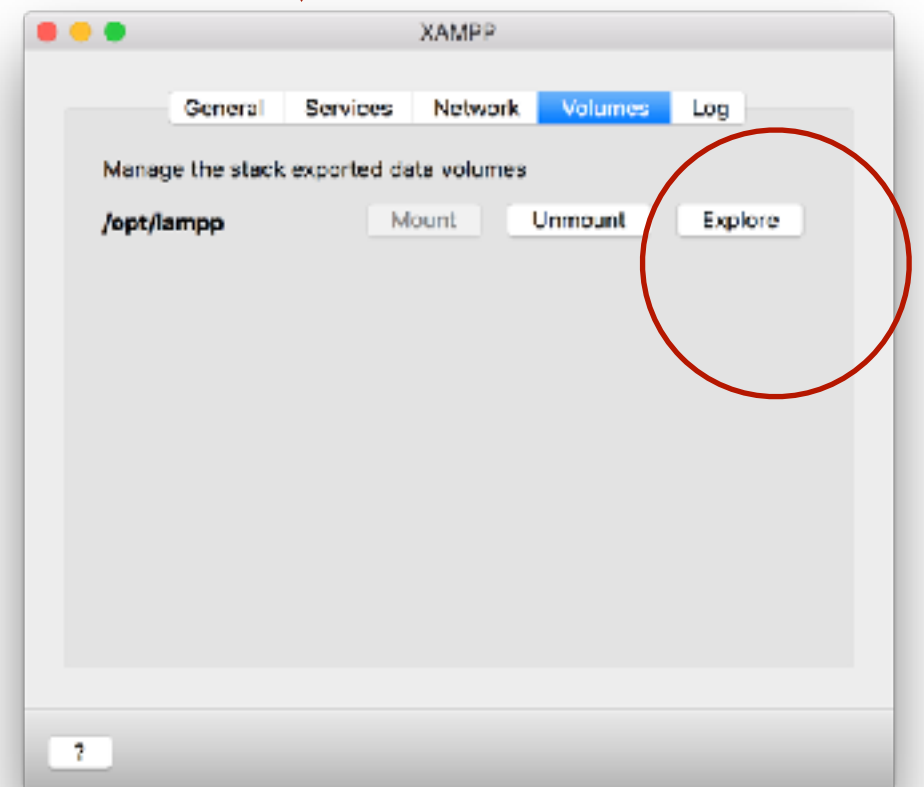 XAMPP
General Services Network Volumes Log
Manage the stack exported data volumes
/opt/lampp Mount Unmount Explore
?